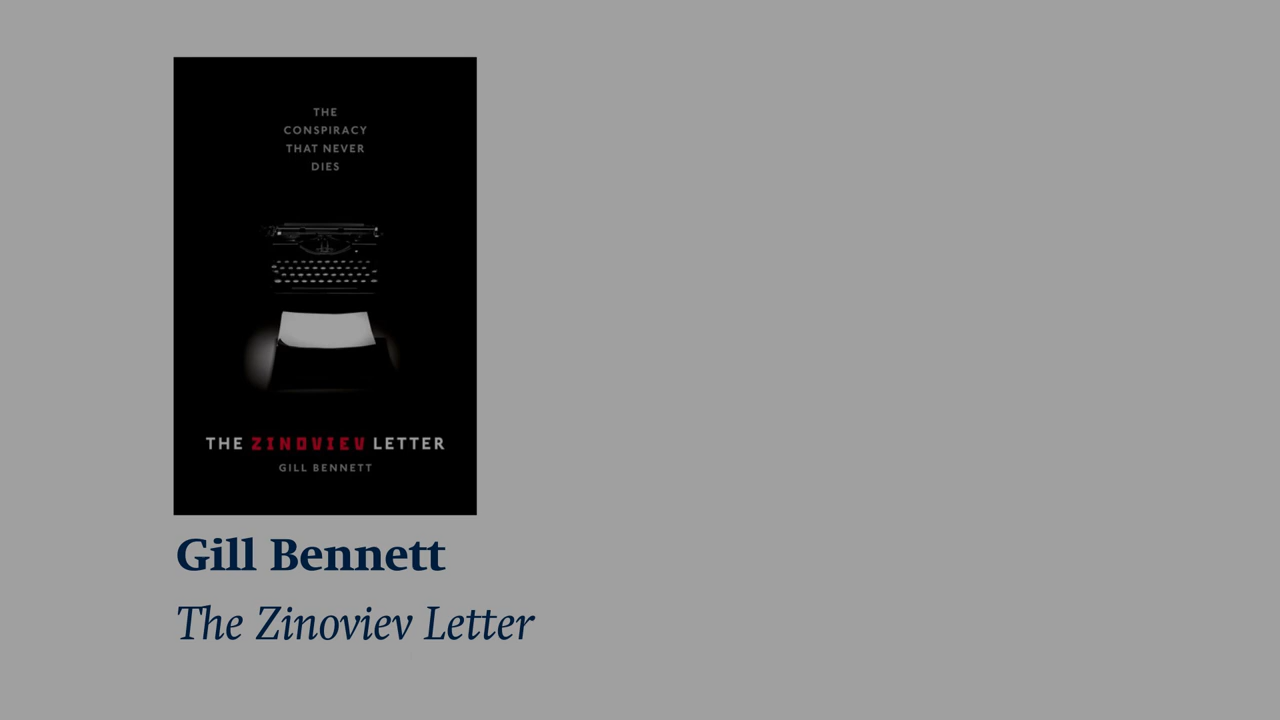 THE
CONSPIRACY
THAT NEVER
DIES
THE ZINOVIEV LETTER
GILL BENNETT
Gill Bennett
The Zinoviev Letter